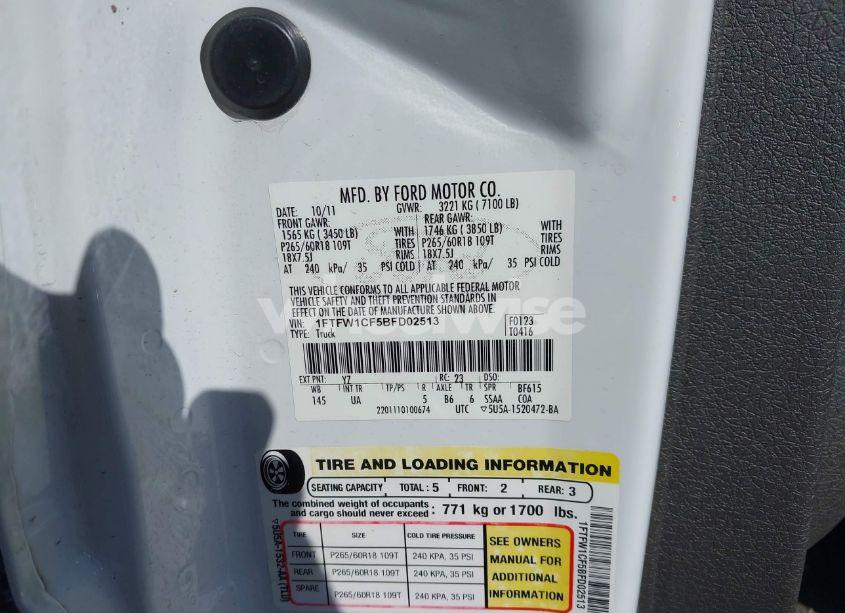 MFD. BY FORD MOTOR CO.
DATE: 10/11 GVWR: 3221 KG ( 7100 LB)
FRONT GAWR: REAR GAWR:
1565 KG ( 3450 LB) WITH 1746 KG ( 3850 LB) WITH
P265/60R18 109T TIRES P265/60R18 109T TIRES
18X7.5J RIMS 18X7.5J RIMS
AT 240 kPa/ 35 PSI COLD AT 240 kPa/ 35 PSI COLD
THIS VEHICLE CONFORMS TO ALL APPLICABLE FEDERAL MOTOR
VEHICLE SAFETY AND THEFT PREVENTION STANDARDS IN
EFFECT ON THE DATE OF MANUFACTURE SHOWN ABOVE.
VIN: 1FTFW1CF5BFD02513 F0123
TYPE: Truck T0416
EXT PNT: YZ RC: 23 DSO:
WB INT TR TP/PS R AXLE TR SPR BF615
145 UA 5 B6 6 SSAA COA
2201110100674 UTC ▽5U5A-1520472-BA
TIRE AND LOADING INFORMATION
SEATING CAPACITY TOTAL : 5 FRONT: 2 REAR: 3
The combined weight of occupants
and cargo should never exceed : 771 kg or 1700 lbs.
TIRE SIZE COLD TIRE PRESSURE
FRONT P265/60R18 109T 240 KPA, 35 PSI
REAR P265/60R18 109T 240 KPA, 35 PSI
SPARE P265/60R18 109T 240 KPA, 35 PSI
SEE OWNERS
MANUAL FOR
ADDITIONAL
INFORMATION
1FTFW1CF5BFD02513